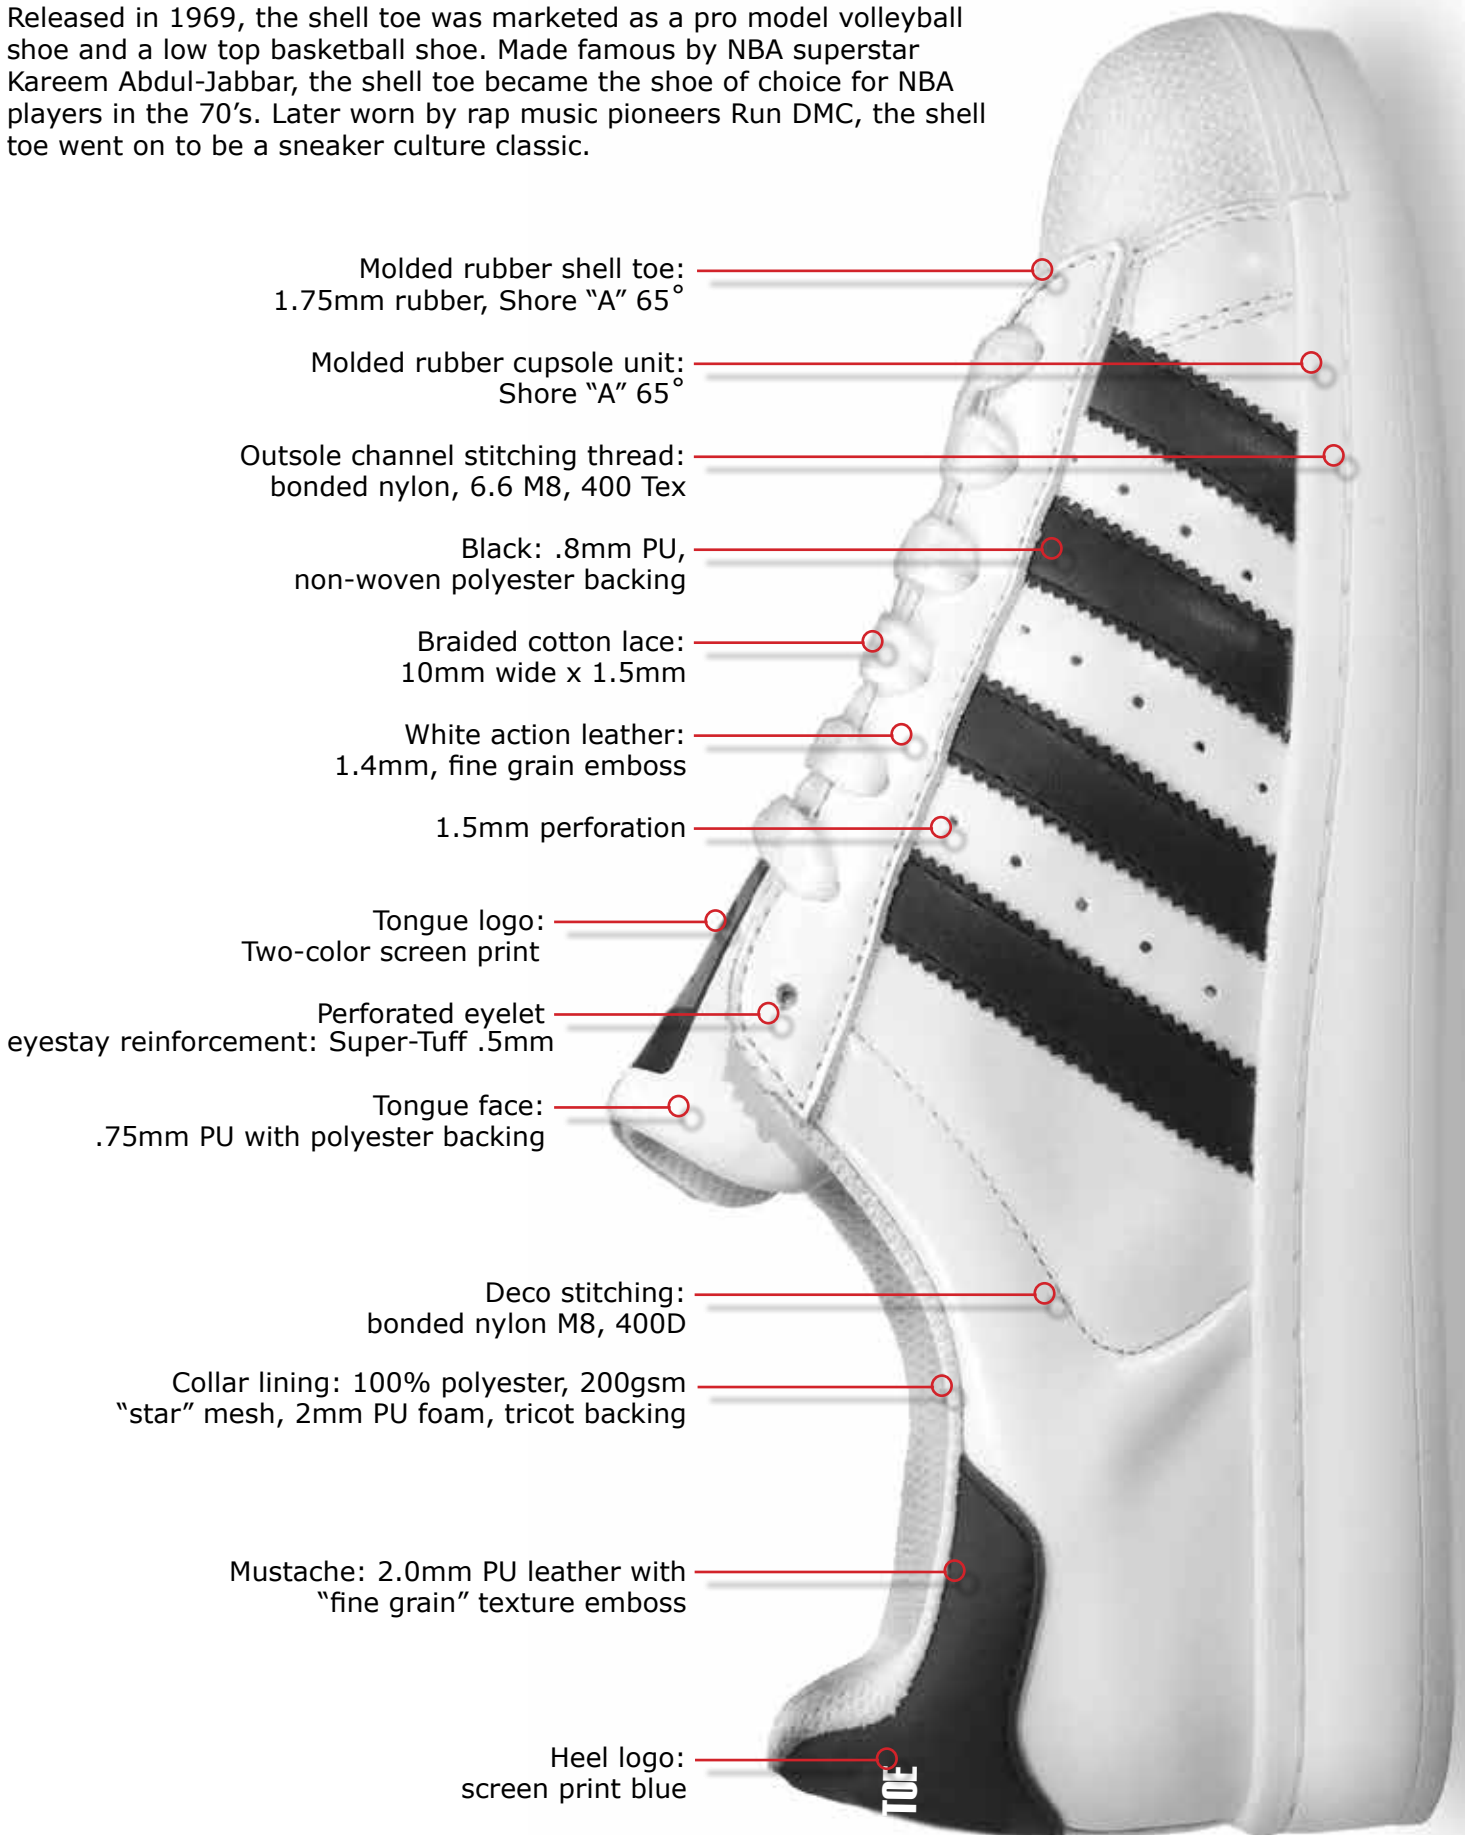 Released in 1969, the shell toe was marketed as a pro model volleyball
shoe and a low top basketball shoe. Made famous by NBA superstar
Kareem Abdul-Jabbar, the shell toe became the shoe of choice for NBA
players in the 70’s. Later worn by rap music pioneers Run DMC, the shell
toe went on to be a sneaker culture classic.
Molded rubber shell toe:
1.75mm rubber, Shore “A” 65˚
Molded rubber cupsole unit:
Shore “A” 65˚
Outsole channel stitching thread:
bonded nylon, 6.6 M8, 400 Tex
Black: .8mm PU,
non-woven polyester backing
Braided cotton lace:
10mm wide x 1.5mm
White action leather:
1.4mm, fine grain emboss
1.5mm perforation
Tongue logo:
Two-color screen print
Perforated eyelet
eyestay reinforcement: Super-Tuff .5mm
Tongue face:
.75mm PU with polyester backing
Deco stitching:
bonded nylon M8, 400D
Collar lining: 100% polyester, 200gsm
“star” mesh, 2mm PU foam, tricot backing
Mustache: 2.0mm PU leather with
“fine grain” texture emboss
Heel logo:
screen print blue
TOE